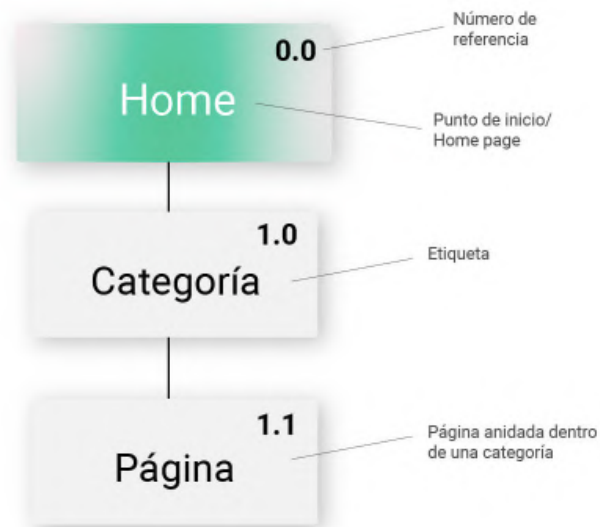 0.0
Número de
referencia
Home
Punto de inicio/
Home page
1.0
Categoría
Etiqueta
1.1
Página
Página anidada dentro
de una categoría